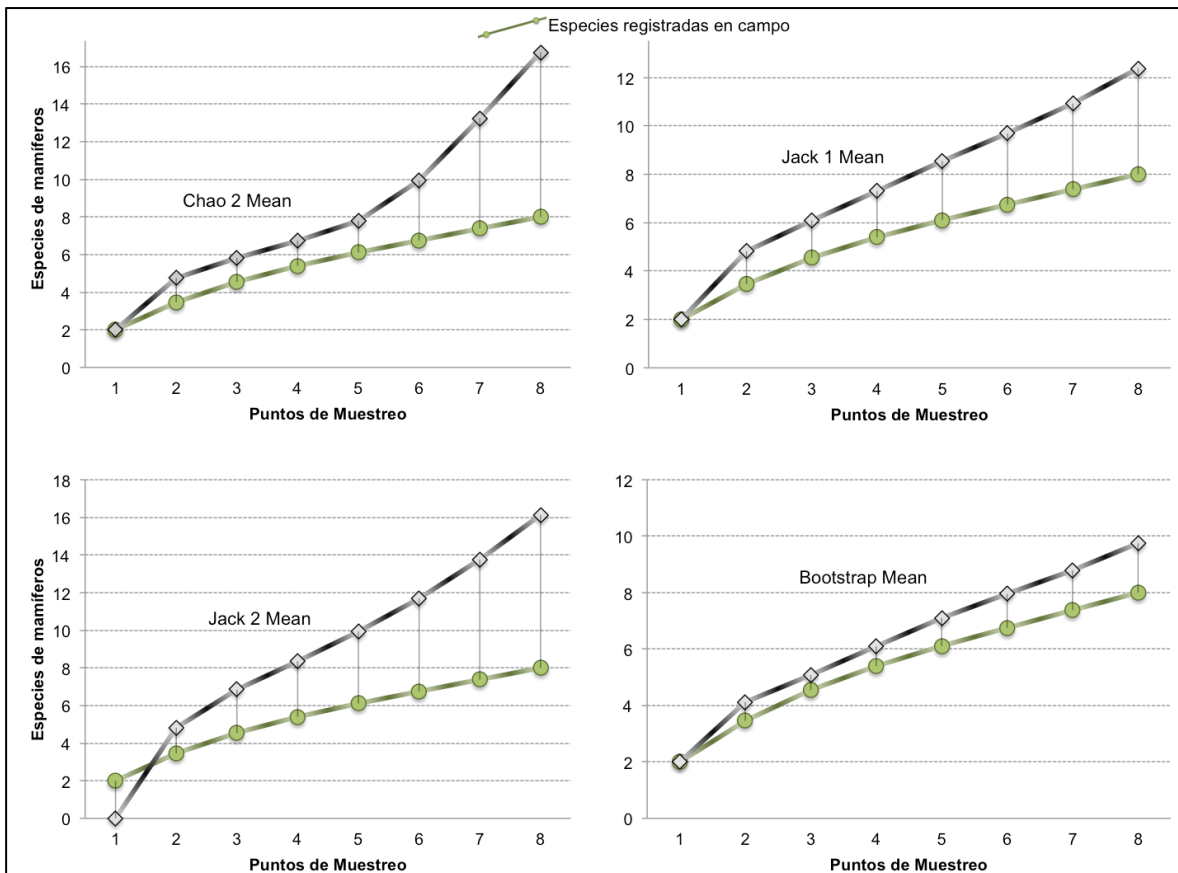 Especies registradas en campo
Especies de mamíferos
16
14
12
10
8
6
4
2
0
Chao 2 Mean
1 2 3 4 5 6 7 8
Puntos de Muestreo
12
10
8
6
4
2
0
Jack 1 Mean
1 2 3 4 5 6 7 8
Puntos de Muestreo
Especies de mamíferos
18
16
14
12
10
8
6
4
2
0
Jack 2 Mean
1 2 3 4 5 6 7 8
Puntos de Muestreo
12
10
8
6
4
2
0
Bootstrap Mean
1 2 3 4 5 6 7 8
Puntos de Muestreo